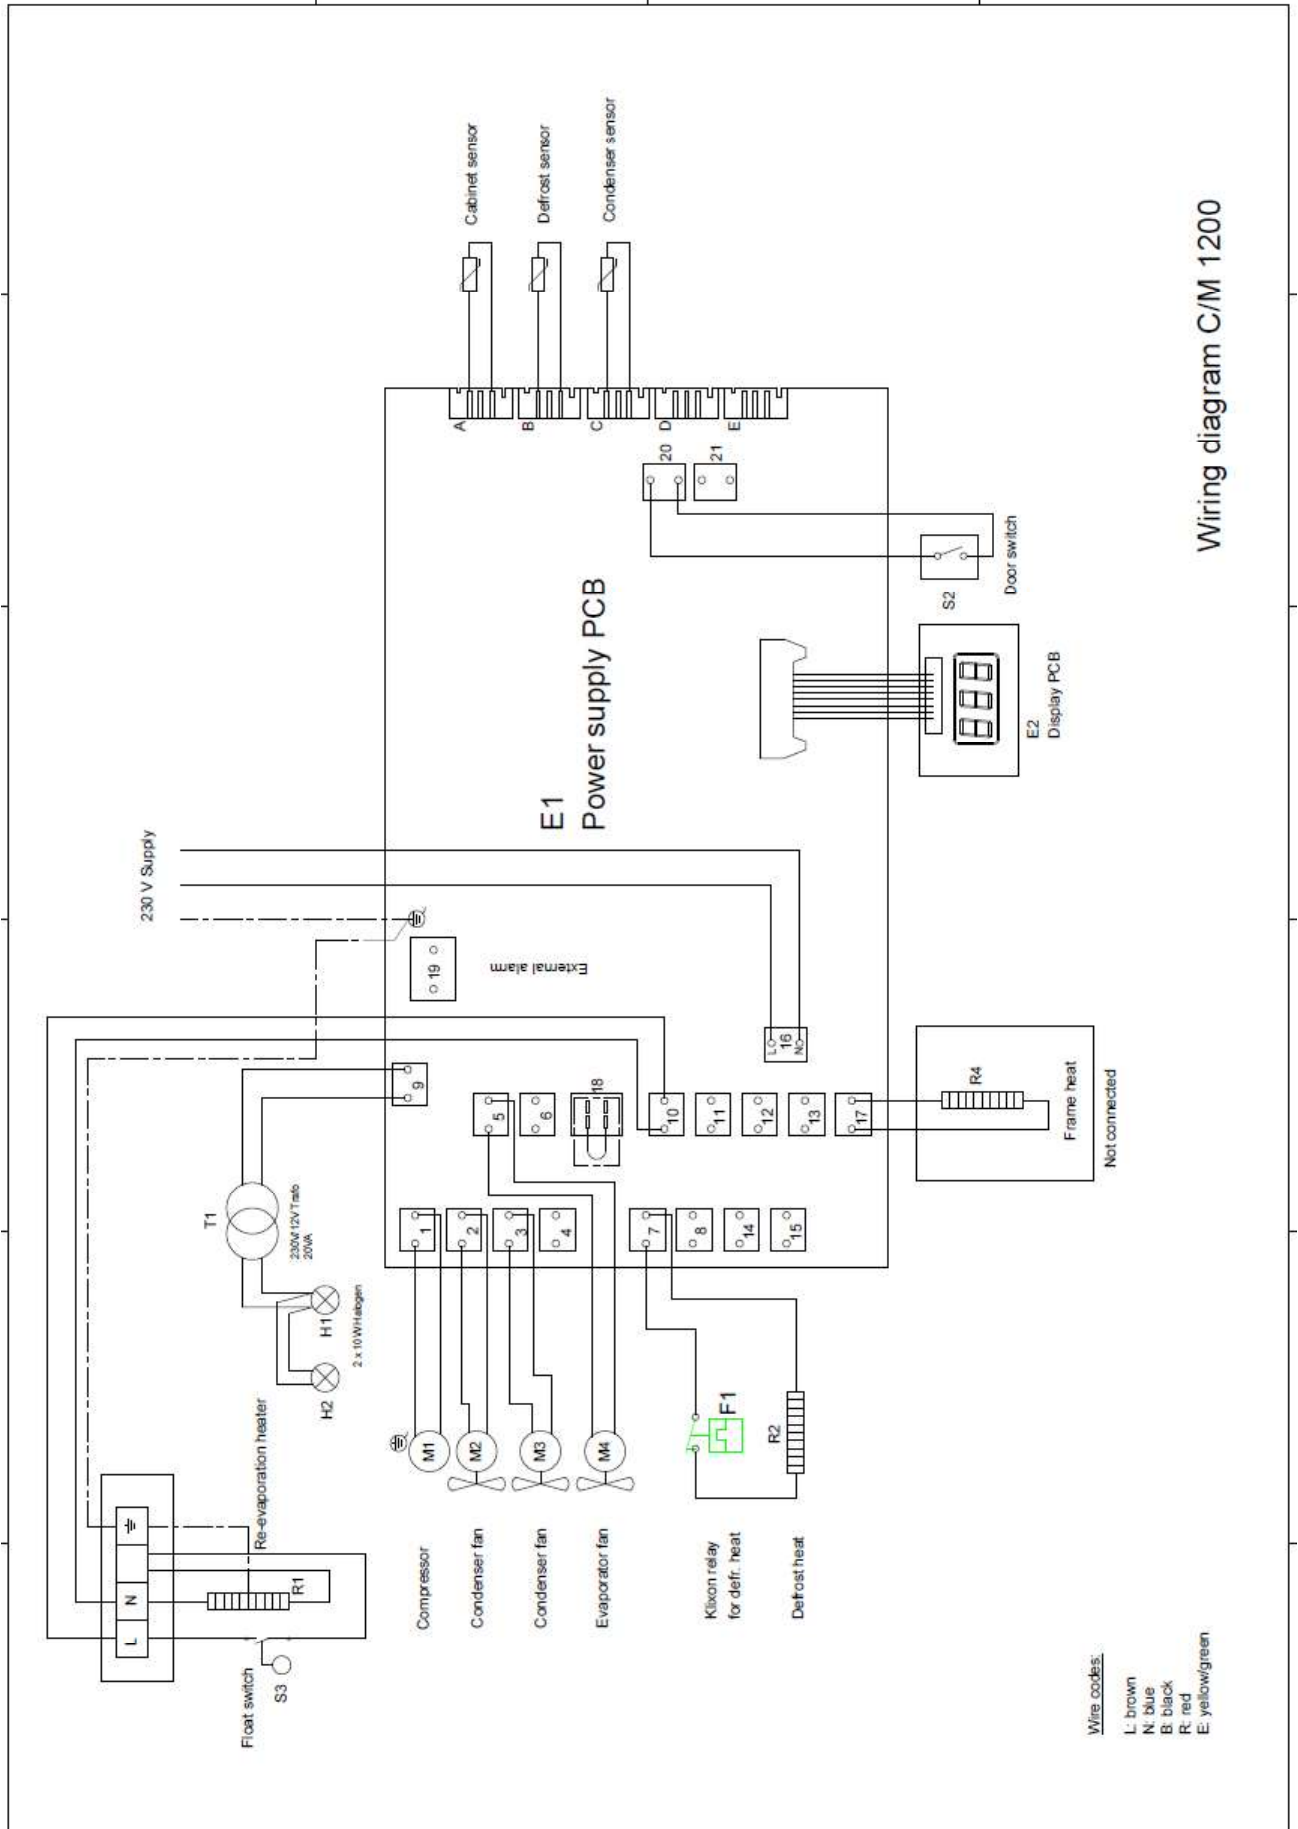 Wiring diagram C/M 1200
E1
Power supply PCB
230 V Supply
Cabinet sensor
Defrost sensor
Condenser sensor
A
B
C
D
E
20
21
S2
Door switch
E2
Display PCB
19
External alarm
L
16
N
9
5
6
18
10
11
12
13
17
R4
Frame heat
Not connected
1
2
3
4
7
8
14
15
T1
230V/12V Trafo
20VA
H1
H2
2 x 10W Halogen
Re-evaporation heater
R1
L
N
Float switch
S3
M1
M2
M3
M4
Compressor
Condenser fan
Condenser fan
Evaporator fan
F1
Klixon relay
for defr. heat
R2
Defrost heat
Wire codes:
L: brown
N: blue
B: black
R: red
E: yellow/green